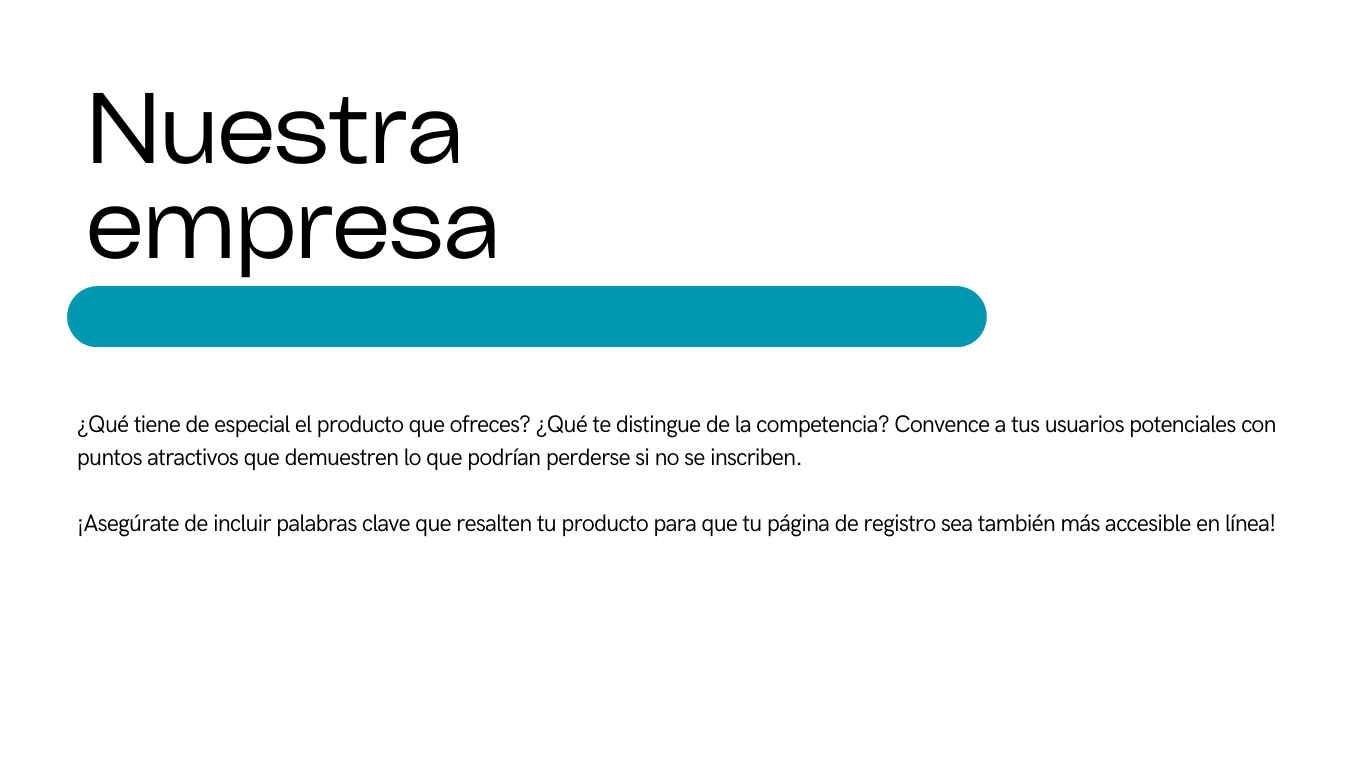 Nuestra
empresa
¿Qué tiene de especial el producto que ofreces? ¿Qué te distingue de la competencia? Convence a tus usuarios potenciales con
puntos atractivos que demuestren lo que podrían perderse si no se inscriben.
¡Asegúrate de incluir palabras clave que resalten tu producto para que tu página de registro sea también más accesible en línea!